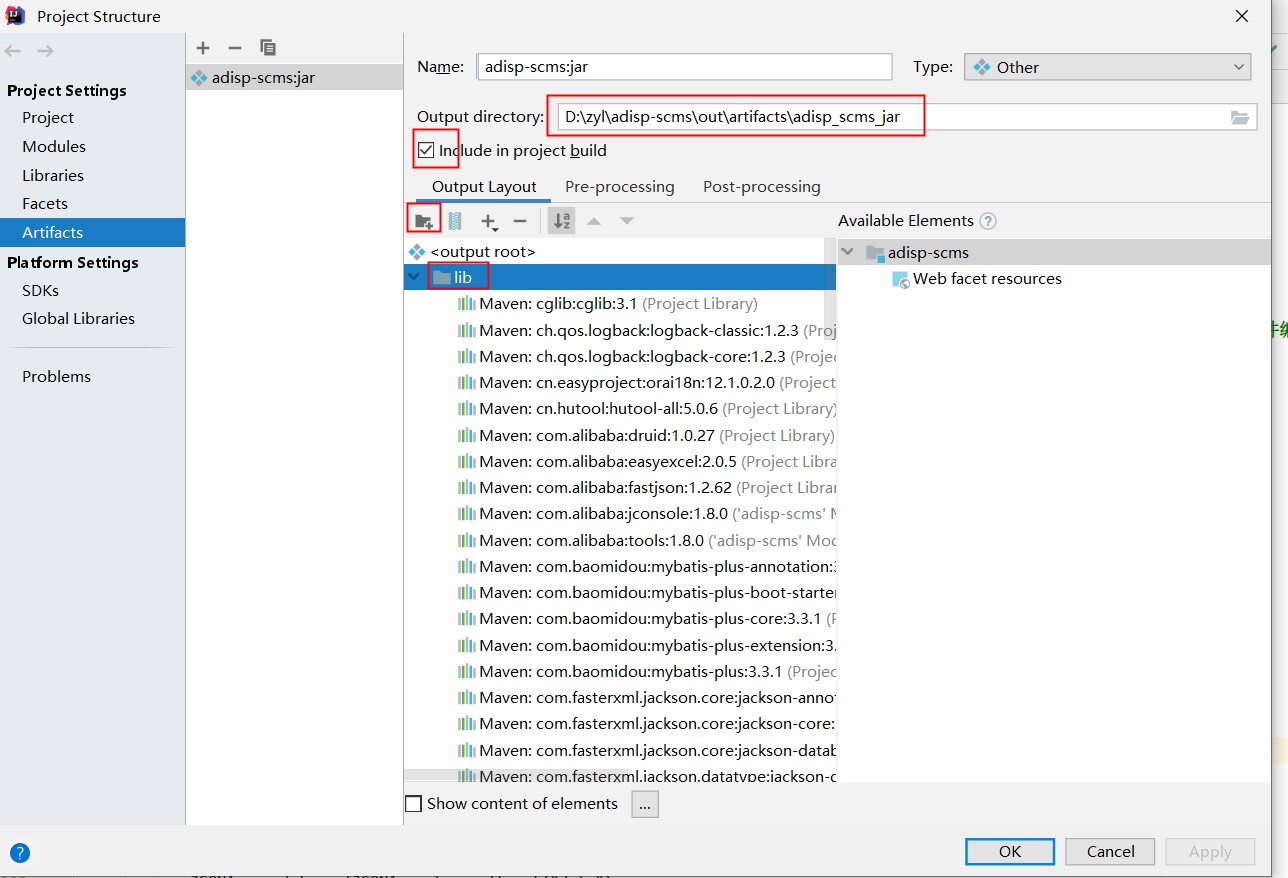 Project Structure
Project Settings
Project
Modules
Libraries
Facets
Artifacts
Platform Settings
SDKs
Global Libraries
Problems
adisp-scms:jar
Name: adisp-scms:jar Type: Other
Output directory: D:\zyl\adisp-scms\out\artifacts\adisp_scms_jar
Include in project build
Output Layout Pre-processing Post-processing
Available Elements ?
<output root>
lib
Maven: cglib:cglib:3.1 (Project Library)
Maven: ch.qos.logback:logback-classic:1.2.3 (Proj
Maven: ch.qos.logback:logback-core:1.2.3 (Projec
Maven: cn.easyproject:orai18n:12.1.0.2.0 (Project
Maven: cn.hutool:hutool-all:5.0.6 (Project Library)
Maven: com.alibaba:druid:1.0.27 (Project Library)
Maven: com.alibaba:easyexcel:2.0.5 (Project Libra
Maven: com.alibaba:fastjson:1.2.62 (Project Librar
Maven: com.alibaba:jconsole:1.8.0 ('adisp-scms' M
Maven: com.alibaba:tools:1.8.0 ('adisp-scms' Moc
Maven: com.baomidou:mybatis-plus-annotation:3
Maven: com.baomidou:mybatis-plus-boot-starter
Maven: com.baomidou:mybatis-plus-core:3.3.1 (P
Maven: com.baomidou:mybatis-plus-extension:3.
Maven: com.baomidou:mybatis-plus:3.3.1 (Projec
Maven: com.fasterxml.jackson.core:jackson-annot
Maven: com.fasterxml.jackson.core:jackson-core:
Maven: com.fasterxml.jackson.core:jackson-datab
Maven: com.fasterxml.jackson.datatype:jackson-d
adisp-scms
Web facet resources
Show content of elements ...
? OK Cancel Apply